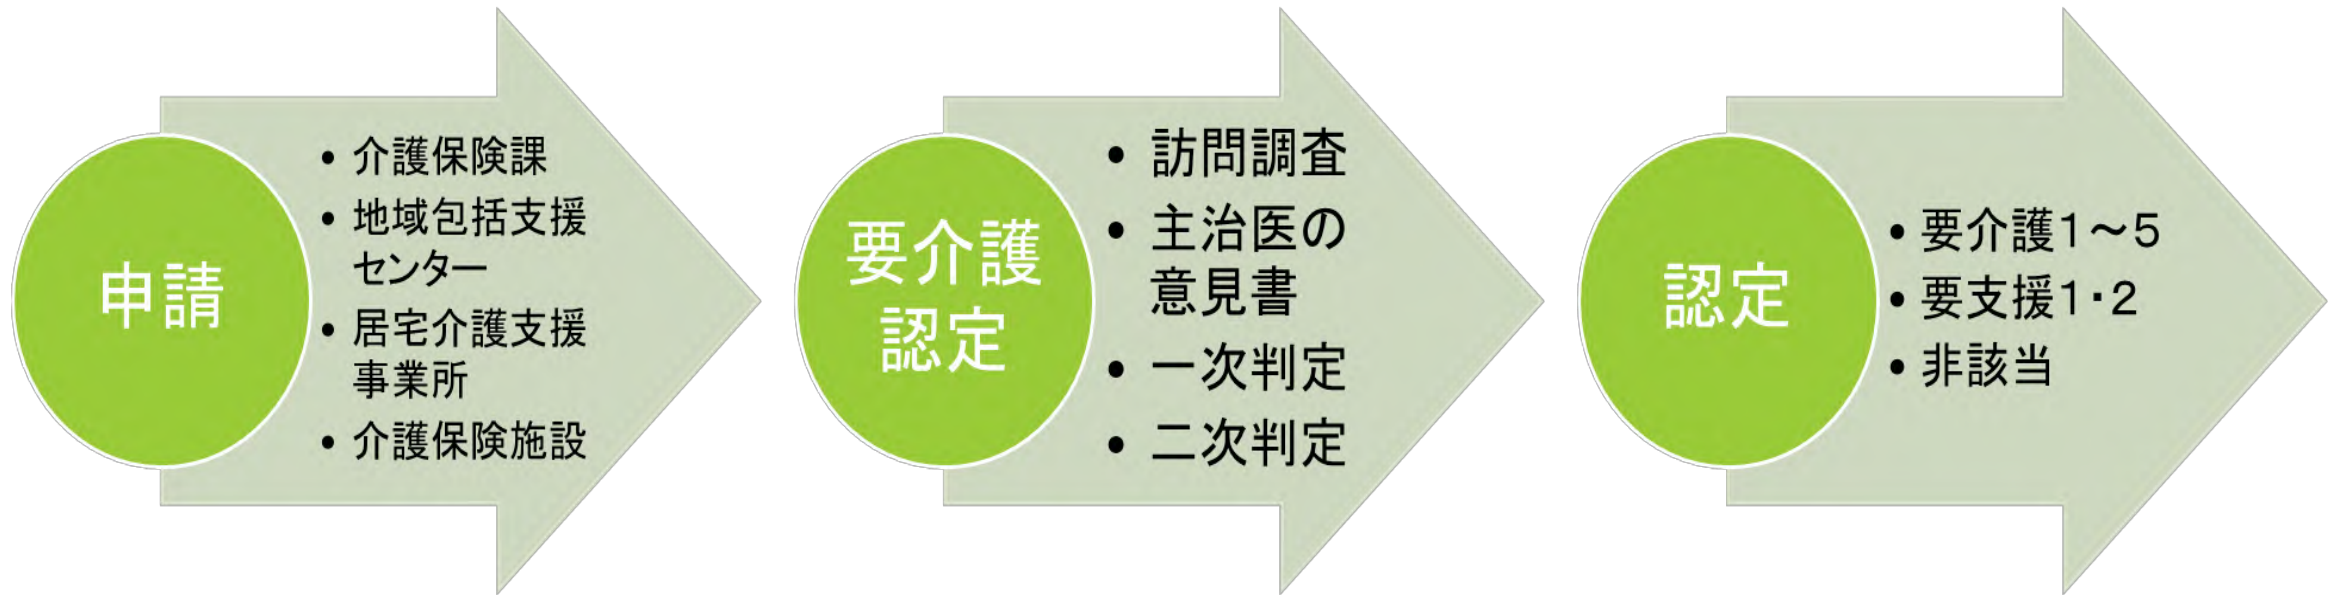 申請
• 介護保険課
• 地域包括支援
センター
• 居宅介護支援
事業所
• 介護保険施設
要介護
認定
• 訪問調査
• 主治医の
意見書
• 一次判定
• 二次判定
認定
• 要介護1～5
• 要支援1・2
• 非該当